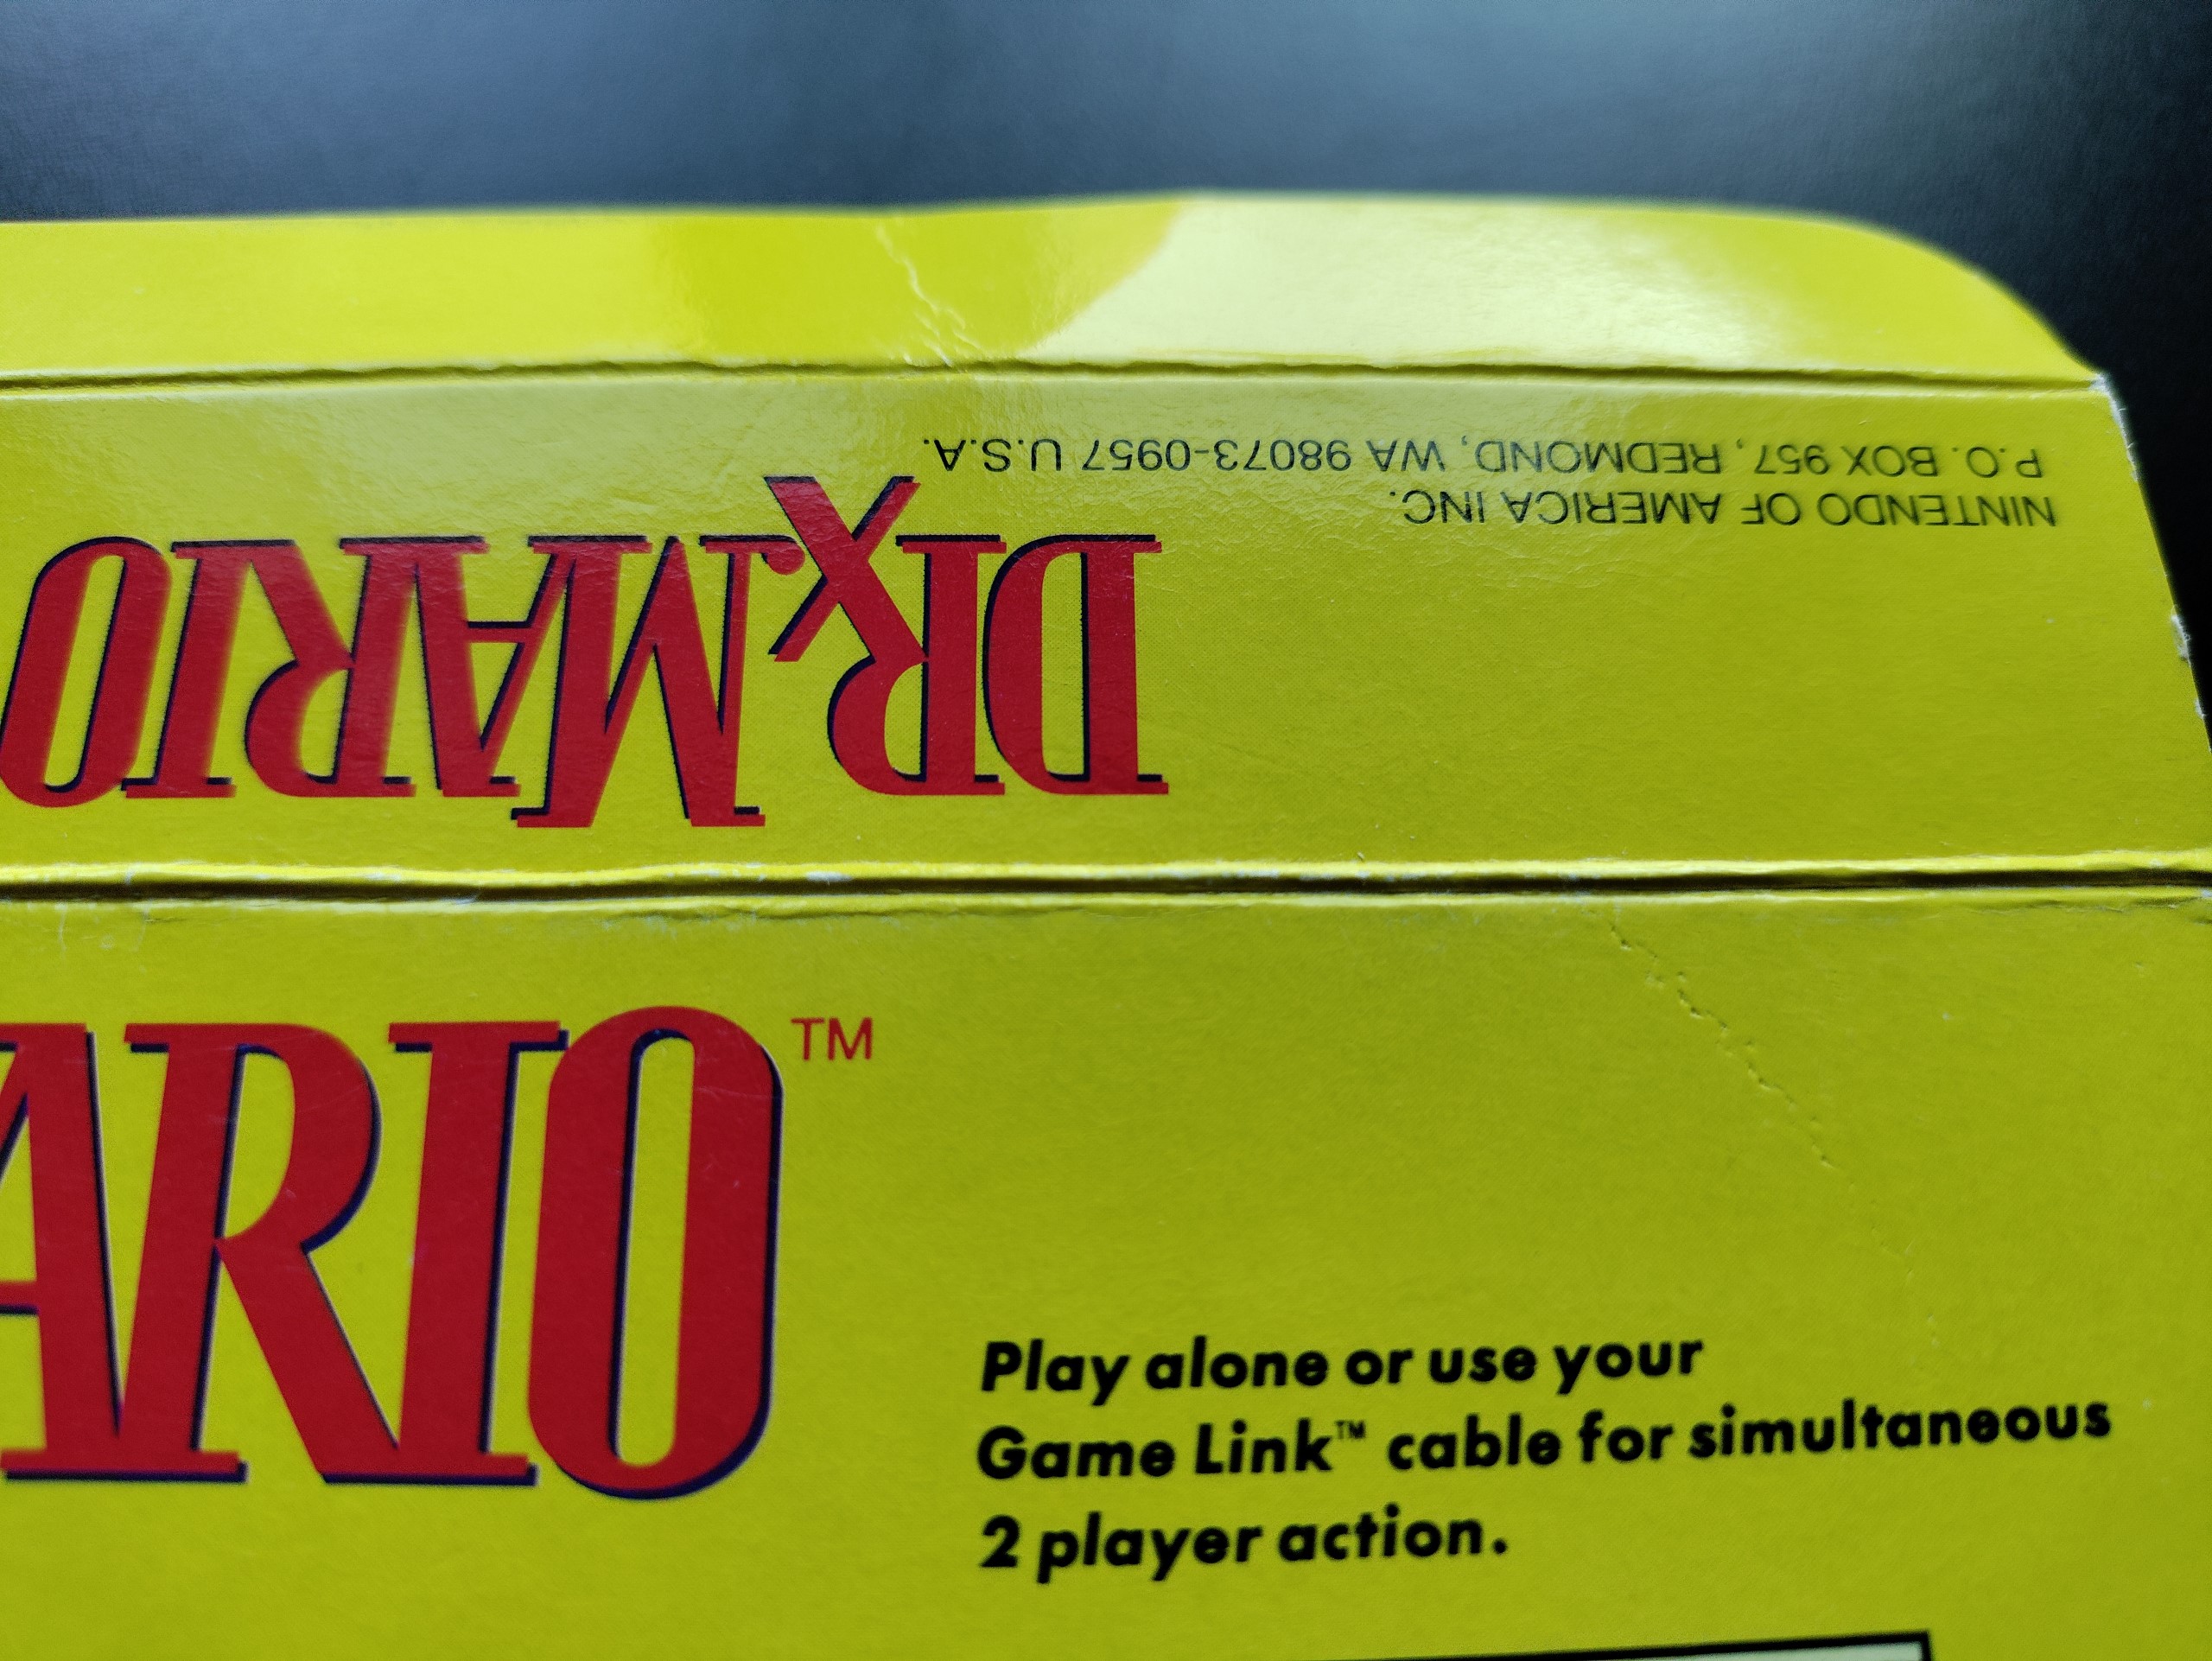 NINTENDO OF AMERICA INC.
P.O. BOX 957, REDMOND, WA 98073-0957 U.S.A.
DR. MARIO
ARIO™
Play alone or use your
Game Link™ cable for simultaneous
2 player action.